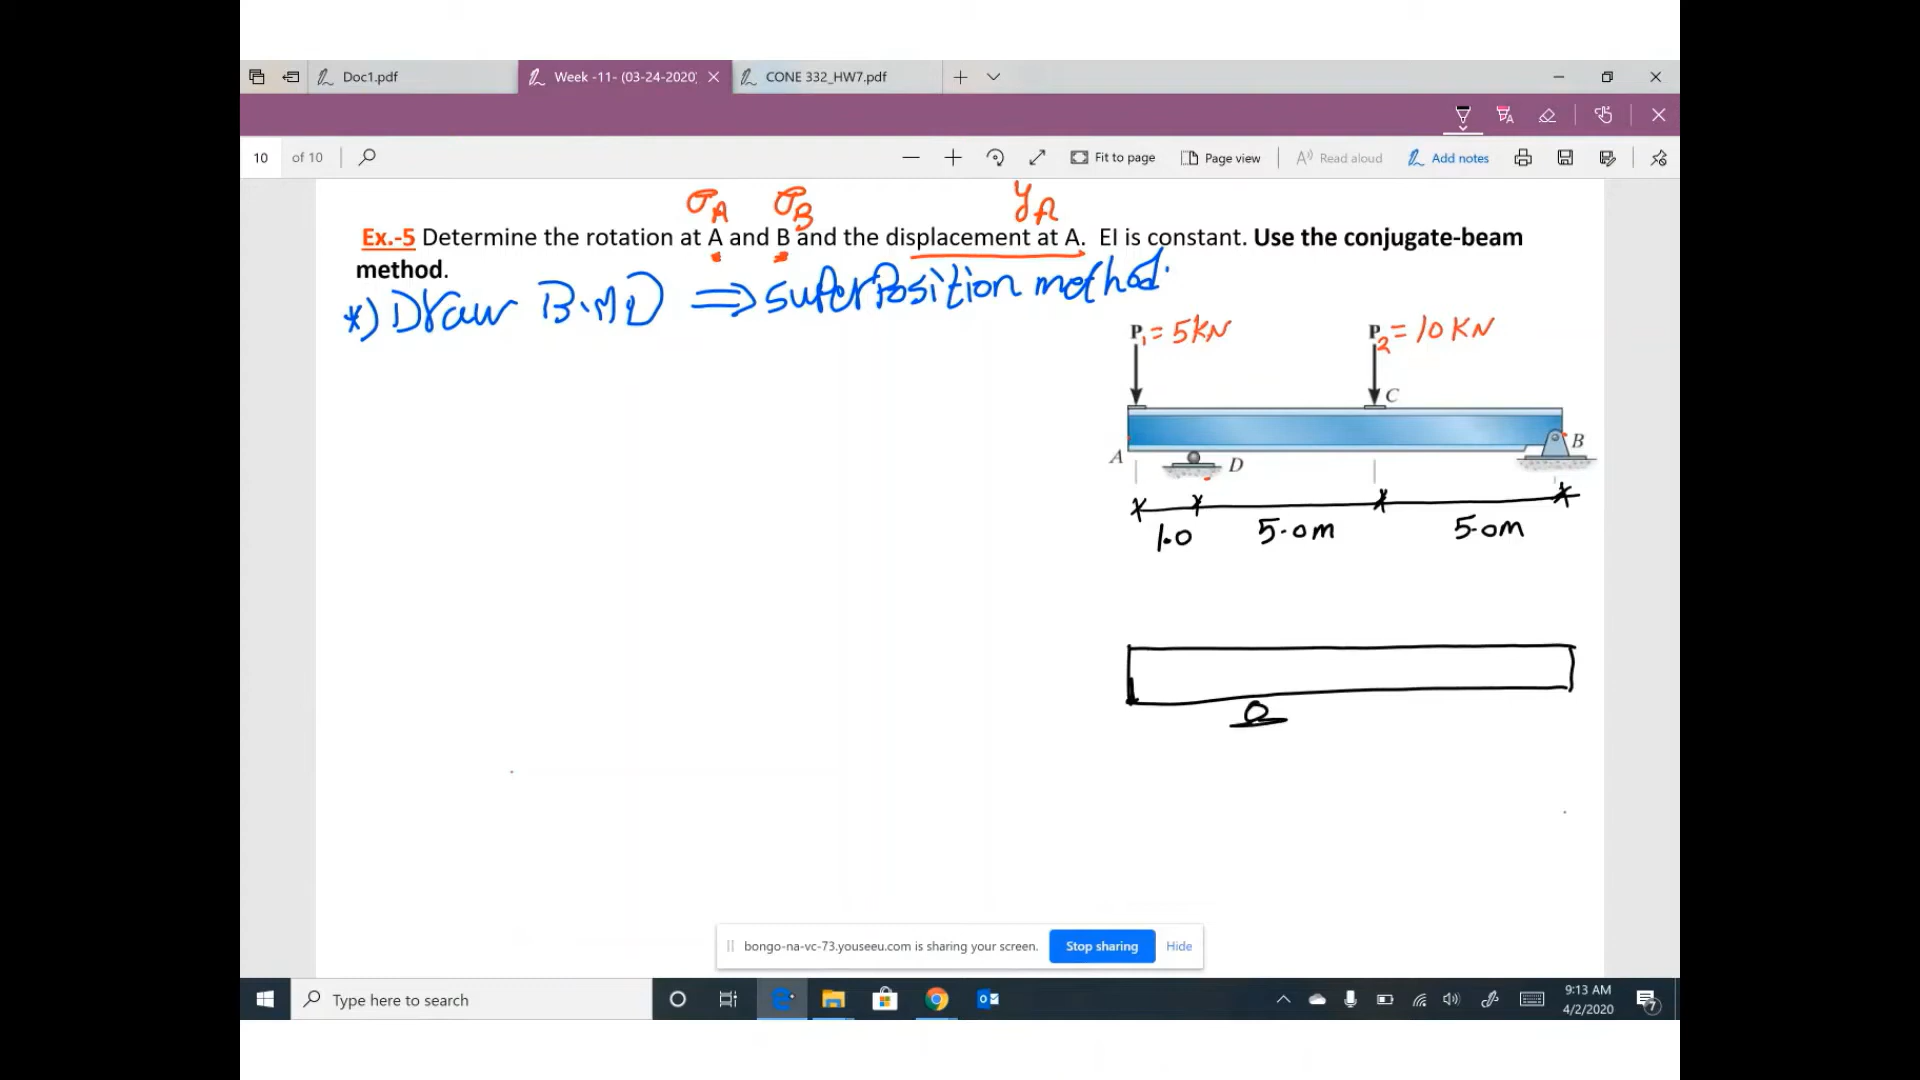 Doc1.pdf
Week -11- (03-24-2020)
CONE 332_HW7.pdf
10 of 10
Fit to page
Page view
Read aloud
Add notes
σA σB yA
Ex.-5 Determine the rotation at A and B and the displacement at A. EI is constant. Use the conjugate-beam
method.
*) Draw B.MD ⇒ superposition method.
P1 = 5KN
P2 = 10 KN
C
A
D
B
1.0
5.0m
5.0m
bongo-na-vc-73.youseeu.com is sharing your screen.
Stop sharing
Hide
Type here to search
9:13 AM
4/2/2020
7